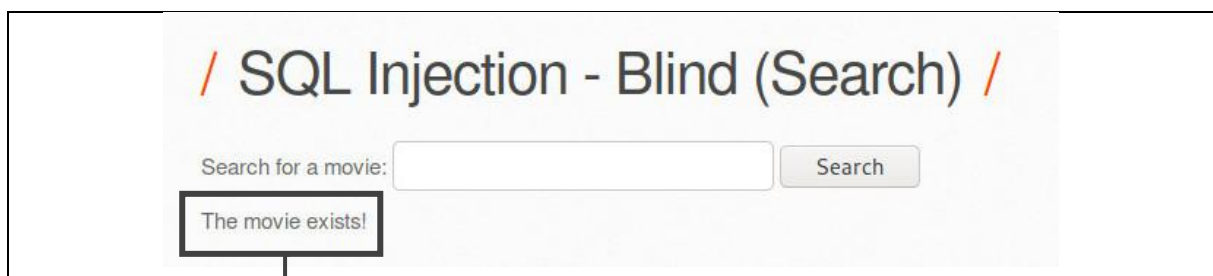 / SQL Injection - Blind (Search) /
Search for a movie: Search
The movie exists!